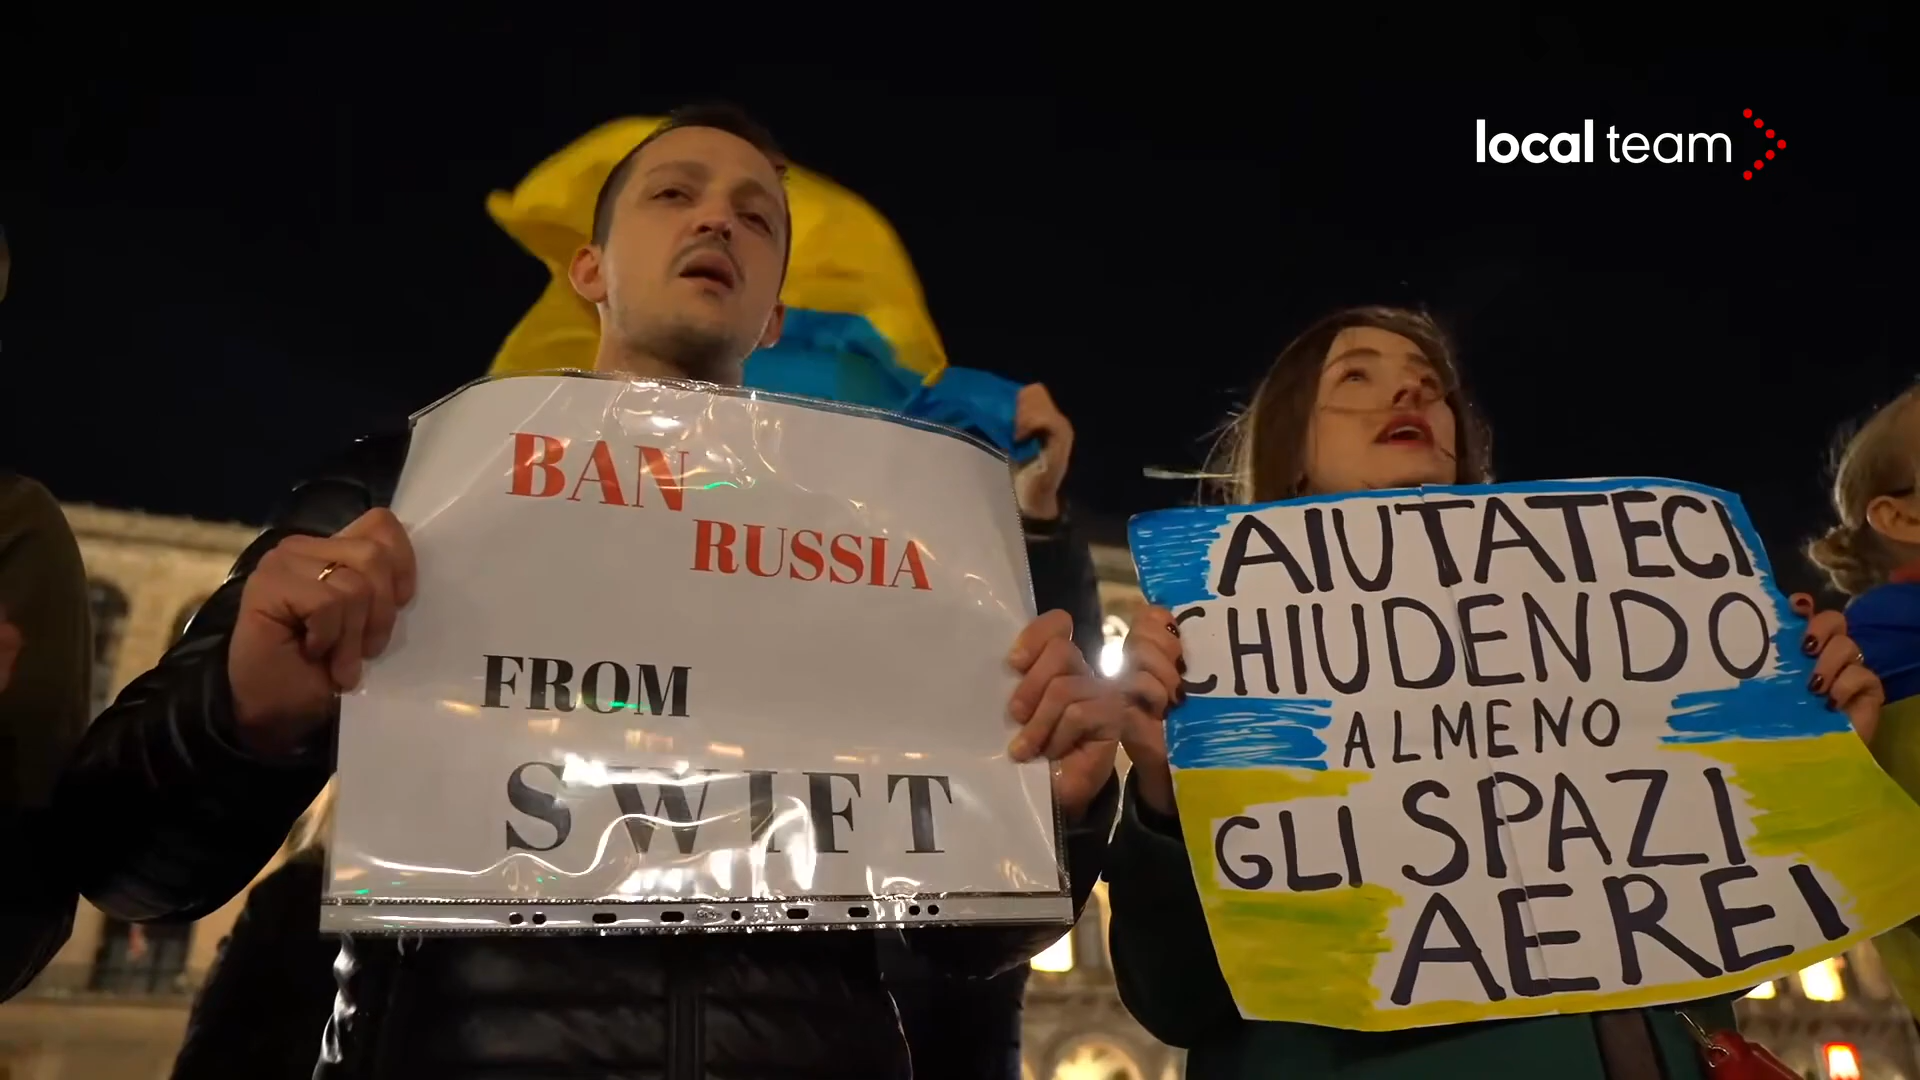 local team
BAN
RUSSIA
FROM
SWIFT
AIUTATECI
CHIUDENDO
ALMENO
GLI SPAZI
AEREI